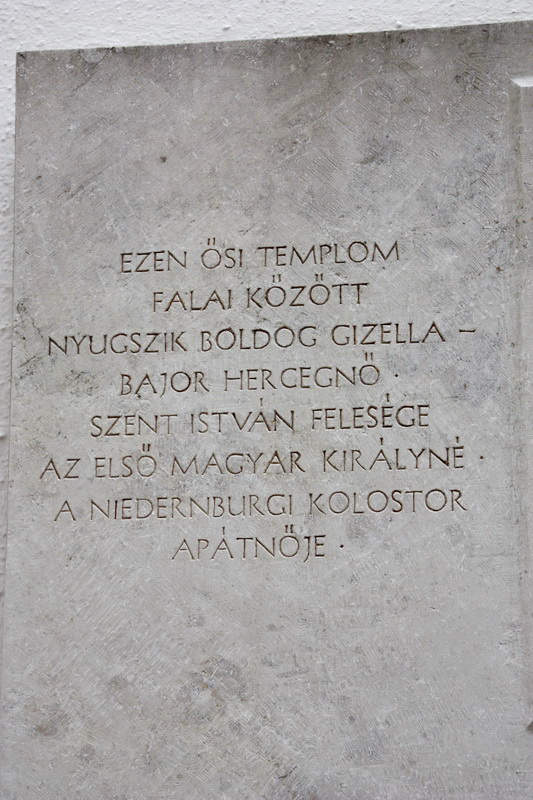 EZEN ŐSI TEMPLOM
FALAI KÖZÖTT
NYUGSZIK BOLDOG GIZELLA –
BAJOR HERCEGNŐ ·
SZENT ISTVÁN FELESÉGE
AZ ELSŐ MAGYAR KIRÁLYNÉ ·
A NIEDERNBURGI KOLOSTOR
APÁTNŐJE ·